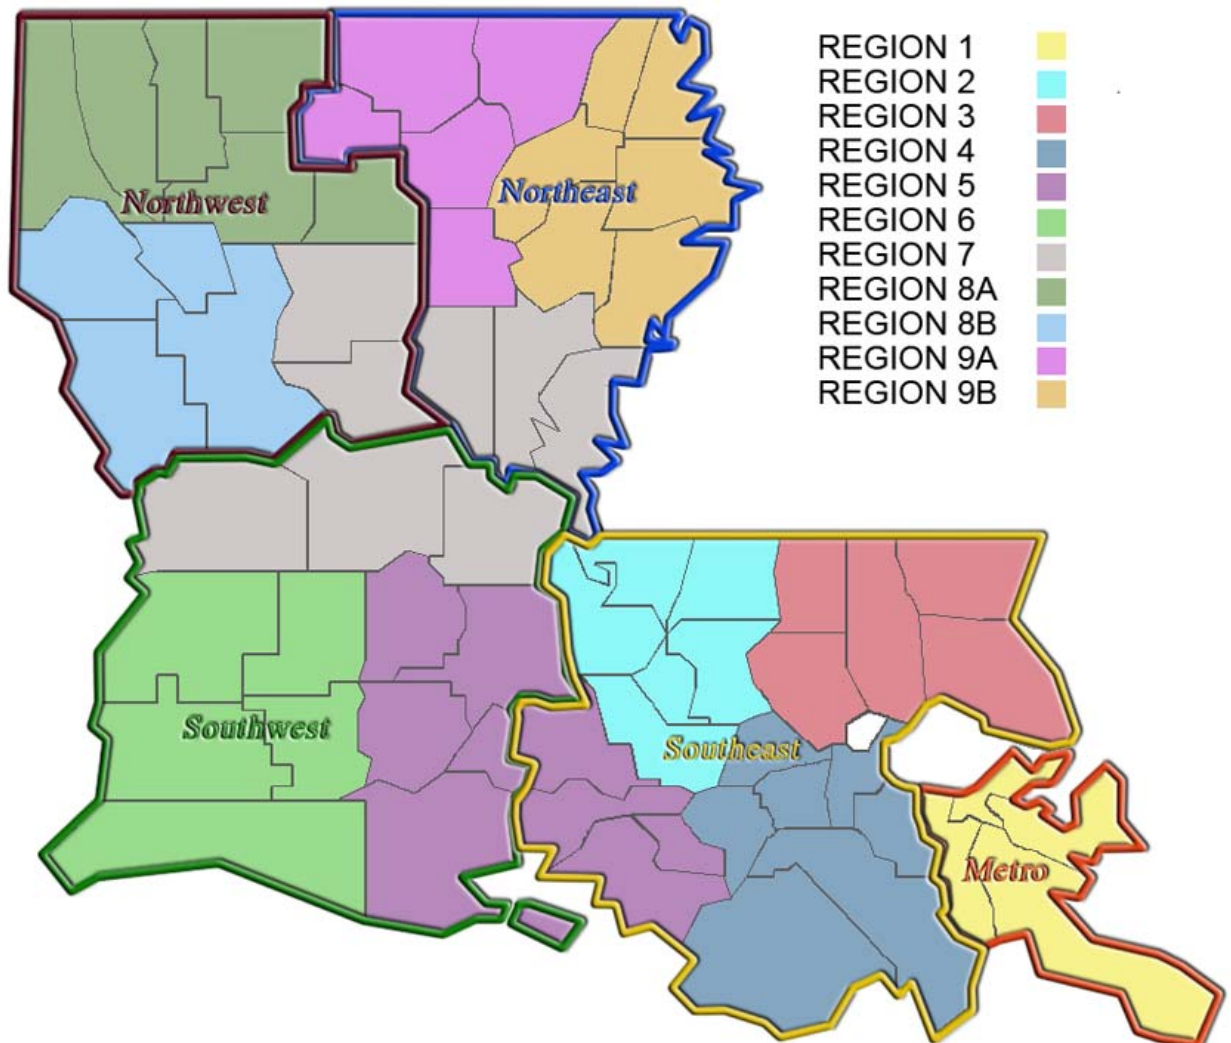 REGION 1
REGION 2
REGION 3
REGION 4
REGION 5
REGION 6
REGION 7
REGION 8A
REGION 8B
REGION 9A
REGION 9B
Northwest
Northeast
Southwest
Southeast
Metro